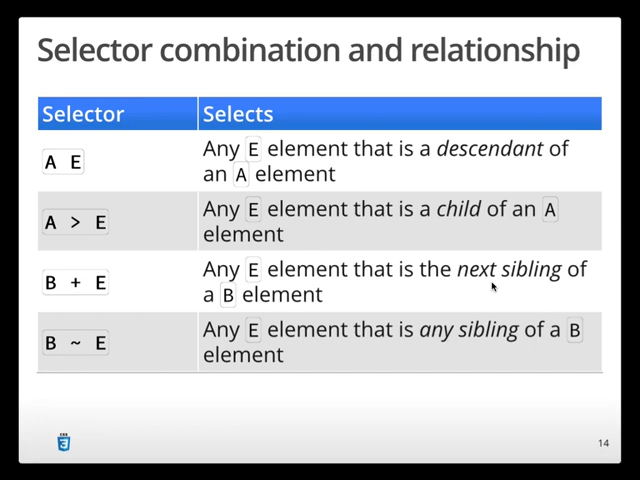 Selector combination and relationship
Selector Selects
A E Any E element that is a descendant of
an A element
A > E Any E element that is a child of an A
element
B + E Any E element that is the next sibling of
a B element
B ~ E Any E element that is any sibling of a B
element
CSS
3
14